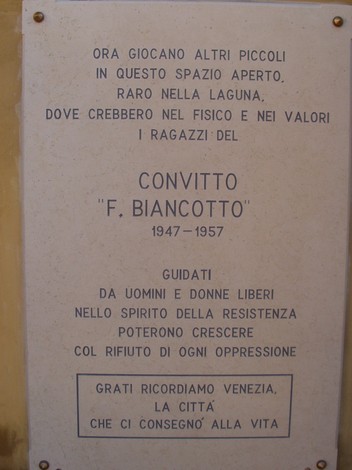 ORA GIOCANO ALTRI PICCOLI
IN QUESTO SPAZIO APERTO,
RARO NELLA LAGUNA,
DOVE CREBBERO NEL FISICO E NEI VALORI
I RAGAZZI DEL
CONVITTO
"F. BIANCOTTO"
1947-1957
GUIDATI
DA UOMINI E DONNE LIBERI
NELLO SPIRITO DELLA RESISTENZA
POTERONO CRESCERE
COL RIFIUTO DI OGNI OPPRESSIONE
GRATI RICORDIAMO VENEZIA,
LA CITTA'
CHE CI CONSEGNO' ALLA VITA